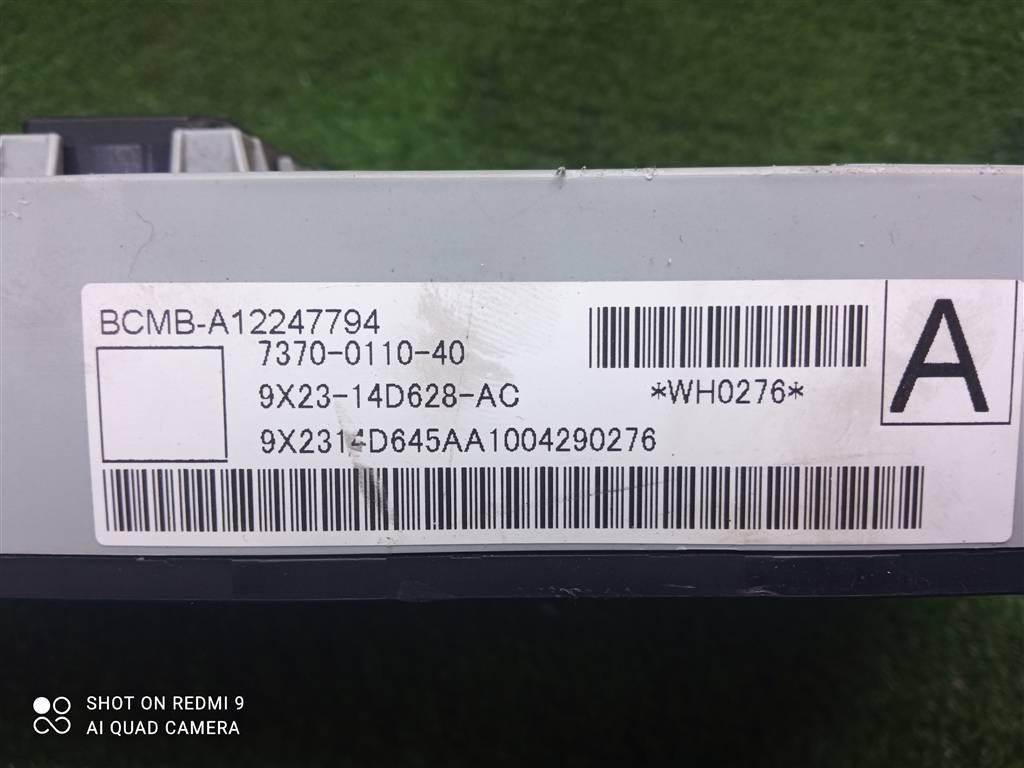 BCMB-A12247794
7370-0110-40
9X23-14D628-AC
*WH0276*
A
9X2314D645AA1004290276
SHOT ON REDMI 9
AI QUAD CAMERA